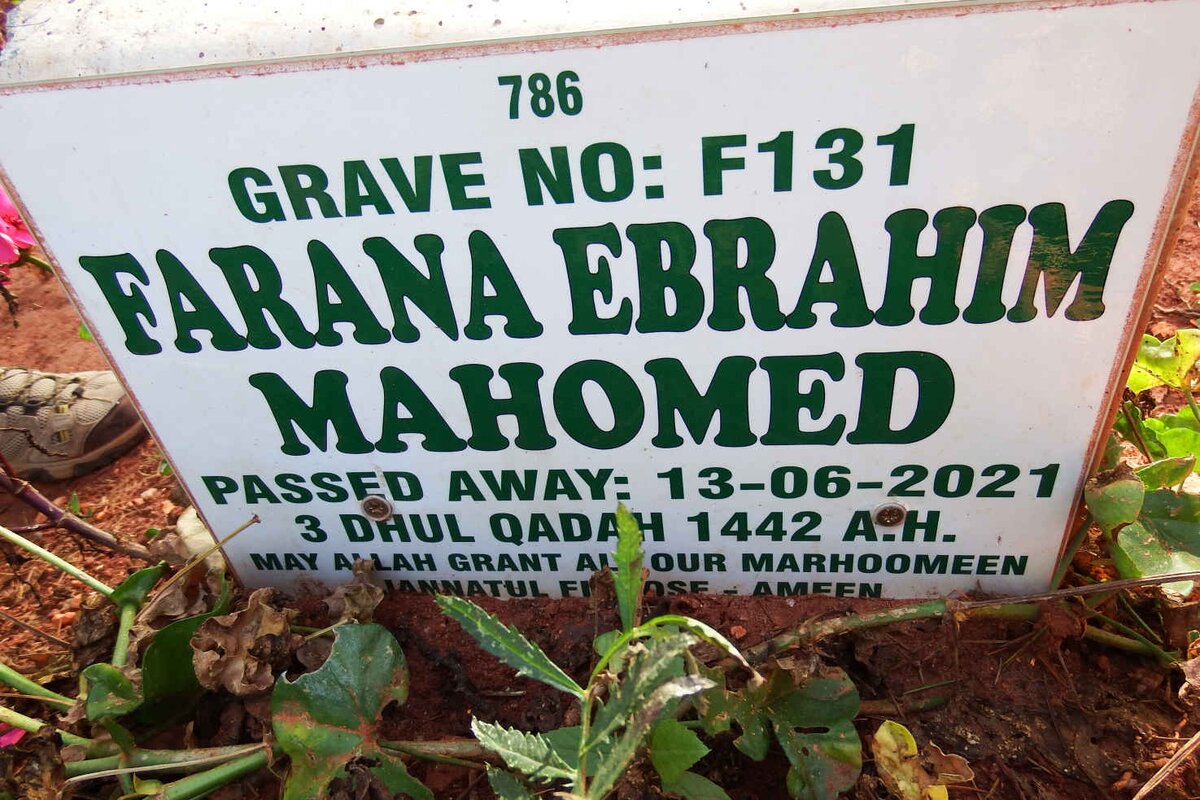 786
GRAVE NO: F131
FARANA EBRAHIM
MAHOMED
PASSED AWAY: 13-06-2021
3 DHUL QADAH 1442 A.H.
MAY ALLAH GRANT ALL OUR MARHOOMEEN
JANNATUL - AMEEN